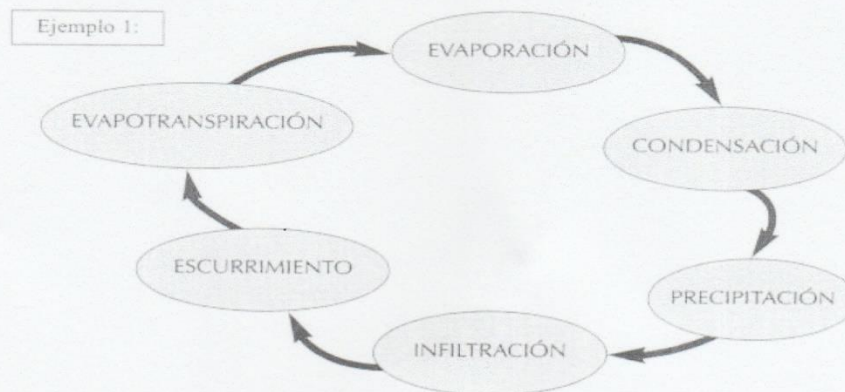 Ejemplo 1:
EVAPORACIÓN
CONDENSACIÓN
PRECIPITACIÓN
INFILTRACIÓN
ESCURRIMIENTO
EVAPOTRANSPIRACIÓN